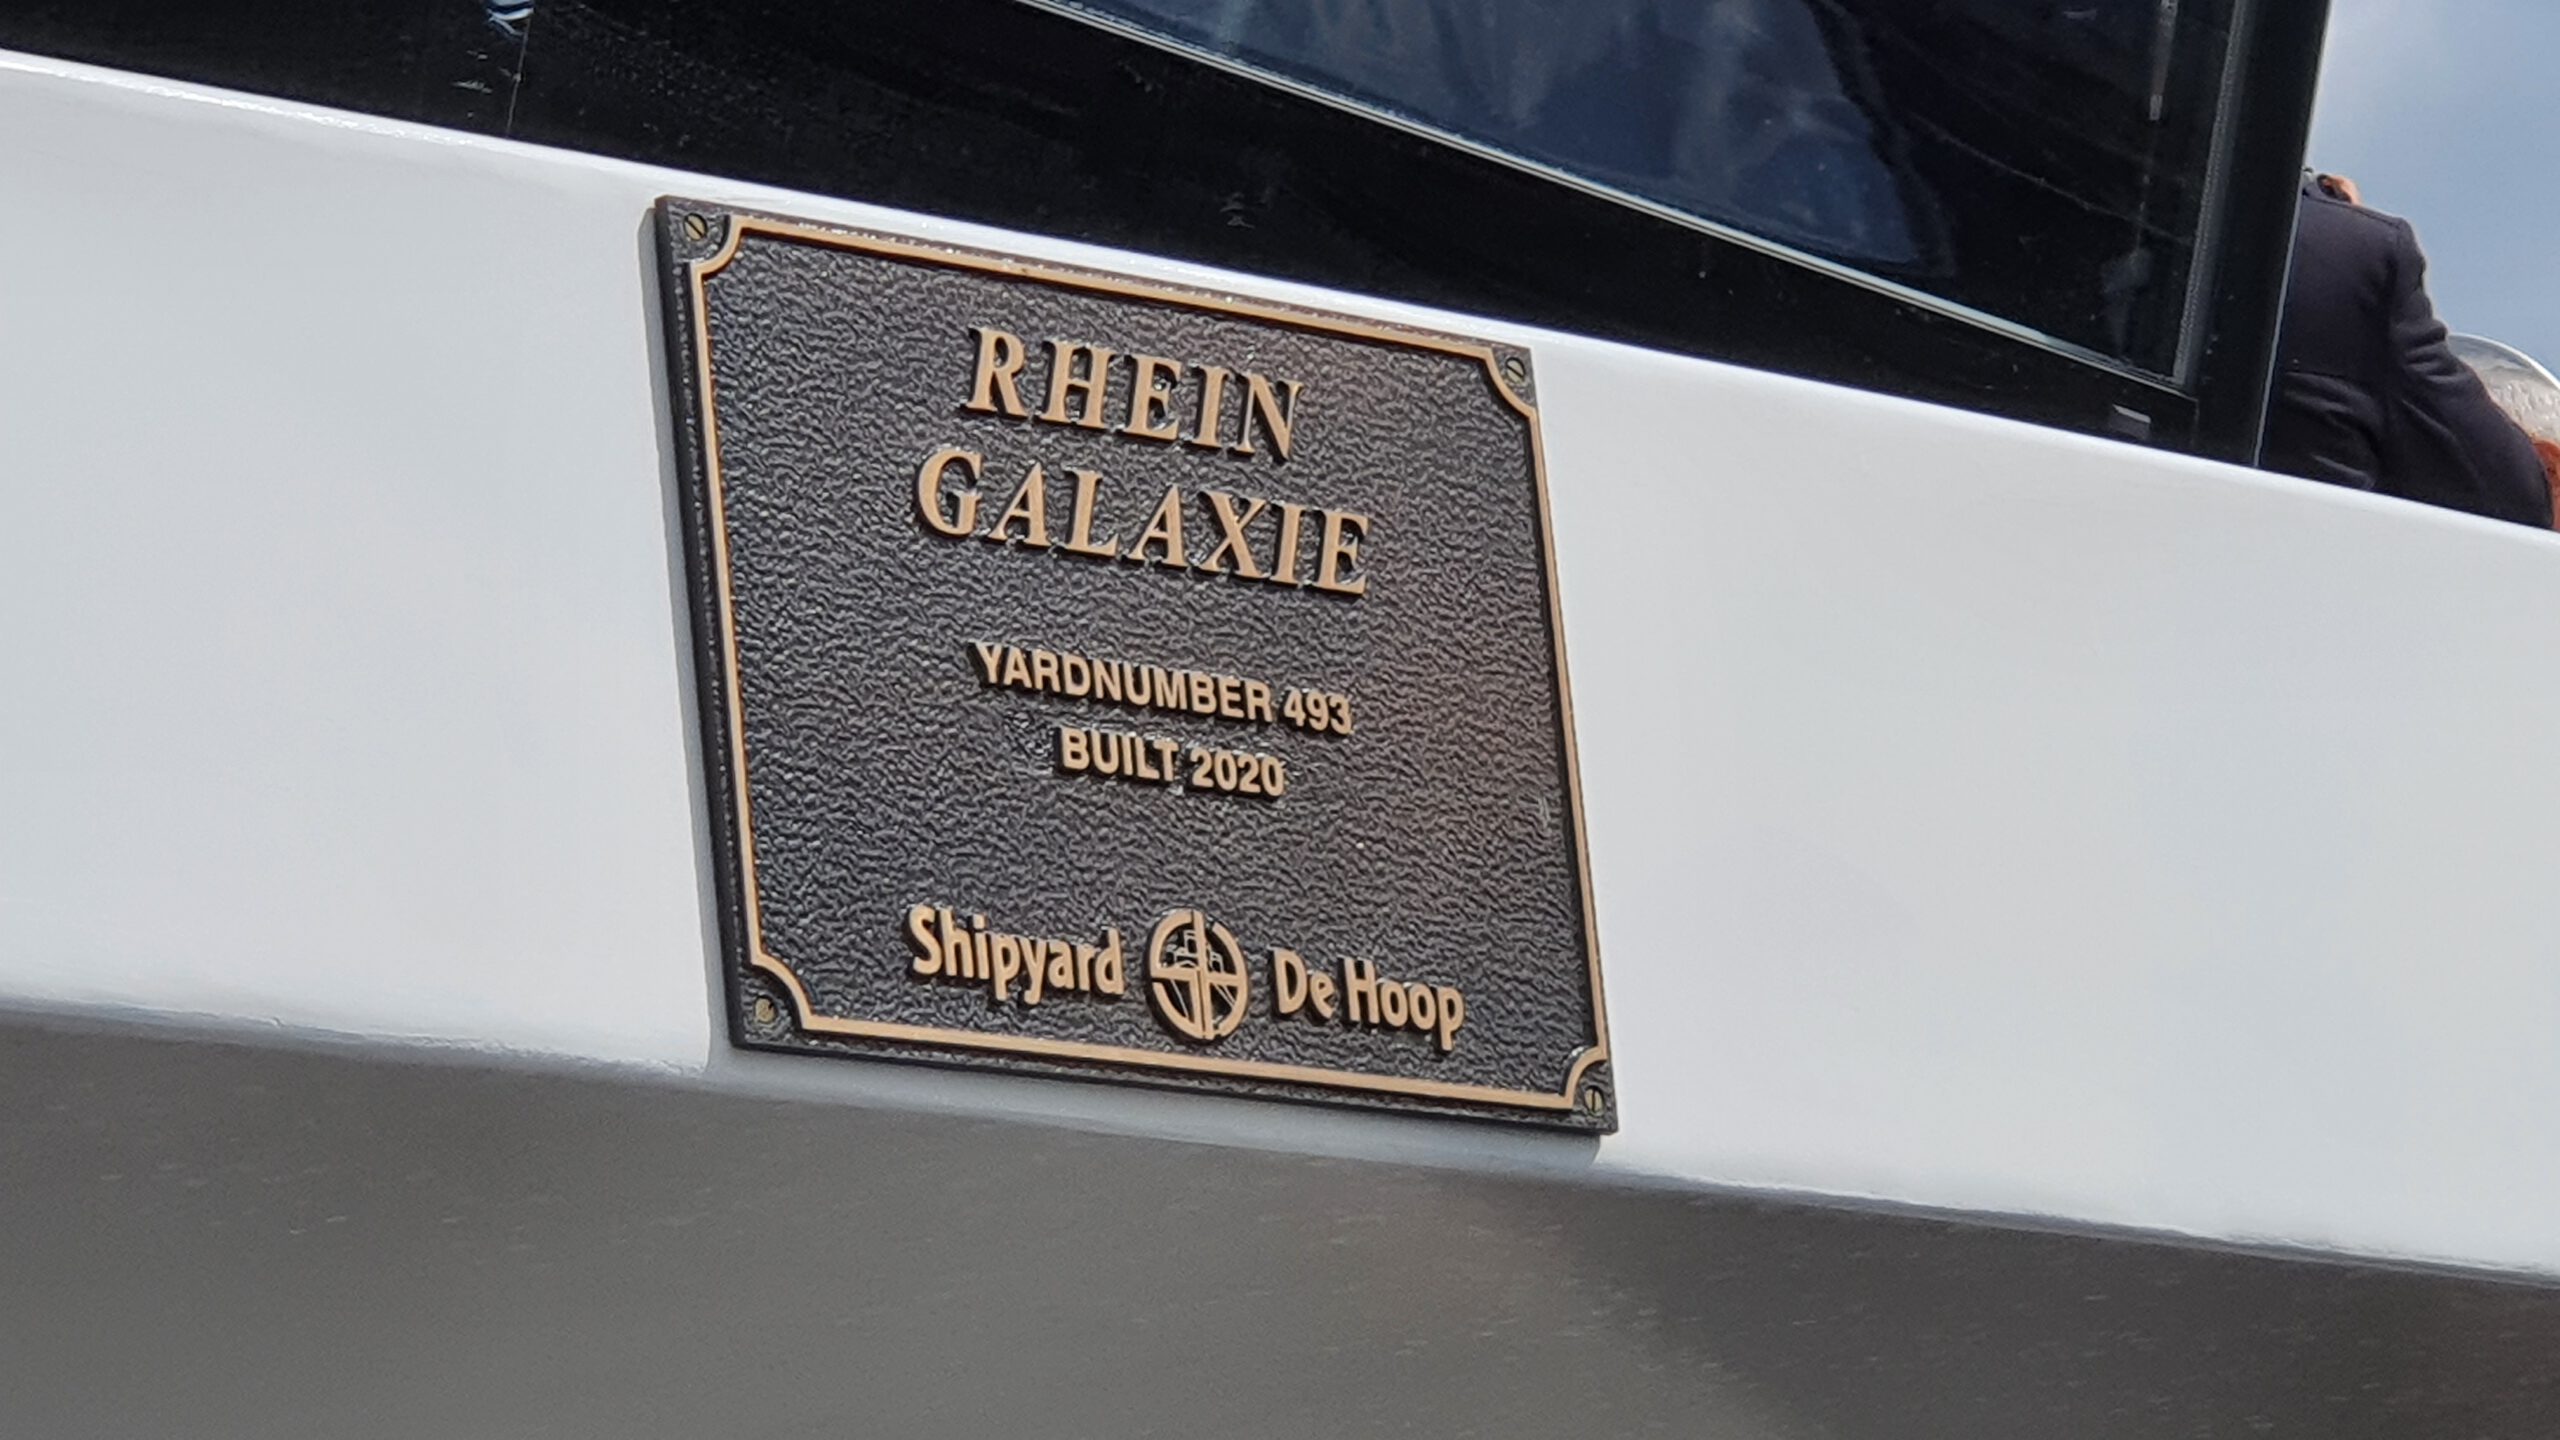 RHEIN
GALAXIE
YARDNUMBER 493
BUILT 2020
Shipyard De Hoop